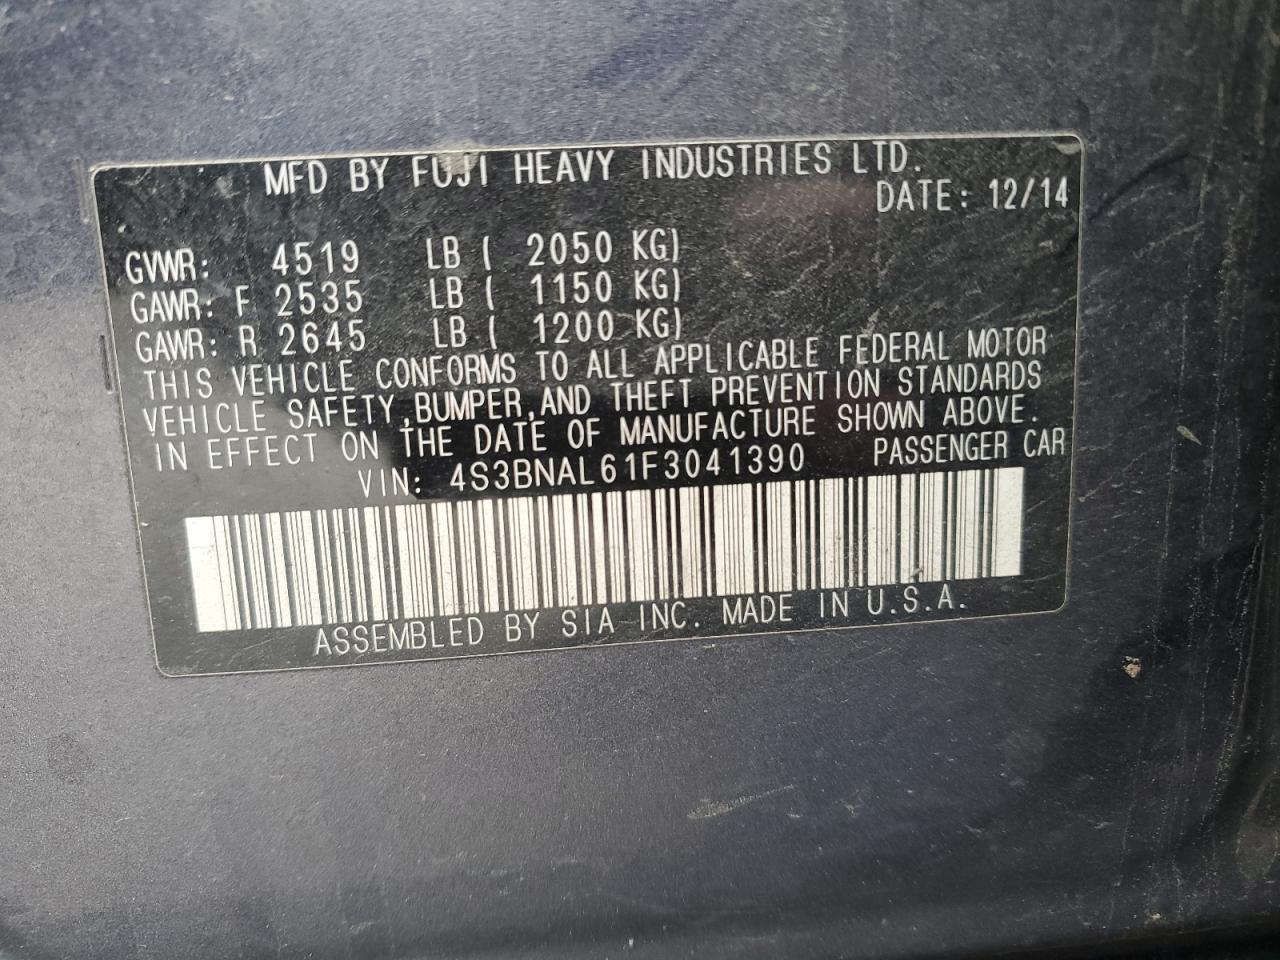 MFD BY FUJI HEAVY INDUSTRIES LTD.
DATE: 12/14
GVWR: 4519 LB ( 2050 KG)
GAWR: F 2535 LB ( 1150 KG)
GAWR: R 2645 LB ( 1200 KG)
THIS VEHICLE CONFORMS TO ALL APPLICABLE FEDERAL MOTOR
VEHICLE SAFETY,BUMPER,AND THEFT PREVENTION STANDARDS
IN EFFECT ON THE DATE OF MANUFACTURE SHOWN ABOVE.
VIN: 4S3BNAL61F3041390 PASSENGER CAR
ASSEMBLED BY SIA INC. MADE IN U.S.A.